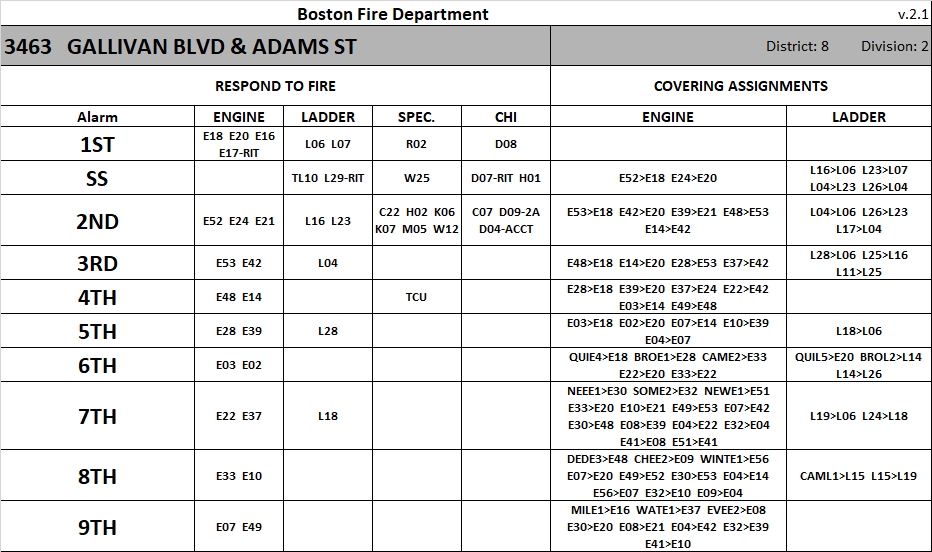 Boston Fire Department
v.2.1
3463 GALLIVAN BLVD & ADAMS ST
District: 8 Division: 2
RESPOND TO FIRE
COVERING ASSIGNMENTS
Alarm
ENGINE
LADDER
SPEC.
CHI
ENGINE
LADDER
1ST
E18 E20 E16
E17-RIT
L06 L07
R02
D08
SS
TL10 L29-RIT
W25
D07-RIT H01
E52>E18 E24>E20
L16>L06 L23>L07
L04>L23 L26>L04
2ND
E52 E24 E21
L16 L23
C22 H02 K06
K07 M05 W12
C07 D09-2A
D04-ACCT
E53>E18 E42>E20 E39>E21 E48>E53
E14>E42
L04>L06 L26>L23
L17>L04
3RD
E53 E42
L04
E48>E18 E14>E20 E28>E53 E37>E42
L28>L06 L25>L16
L11>L25
4TH
E48 E14
TCU
E28>E18 E39>E20 E37>E24 E22>E42
E03>E14 E49>E48
5TH
E28 E39
L28
E03>E18 E02>E20 E07>E14 E10>E39
E04>E07
L18>L06
6TH
E03 E02
QUIE4>E18 BROE1>E28 CAME2>E33
E22>E20 E33>E22
QUIL5>E20 BROL2>L14
L14>L26
7TH
E22 E37
L18
NEEE1>E30 SOME2>E32 NEWE1>E51
E33>E20 E10>E21 E49>E53 E07>E42
E30>E48 E08>E39 E04>E22 E32>E04
E41>E08 E51>E41
L19>L06 L24>L18
8TH
E33 E10
DEDE3>E48 CHEE2>E09 WINTE1>E56
E07>E20 E49>E52 E30>E53 E04>E14
E56>E07 E32>E10 E09>E04
CAML1>L15 L15>L19
9TH
E07 E49
MILE1>E16 WATE1>E37 EVEE2>E08
E30>E20 E08>E21 E04>E42 E32>E39
E41>E10